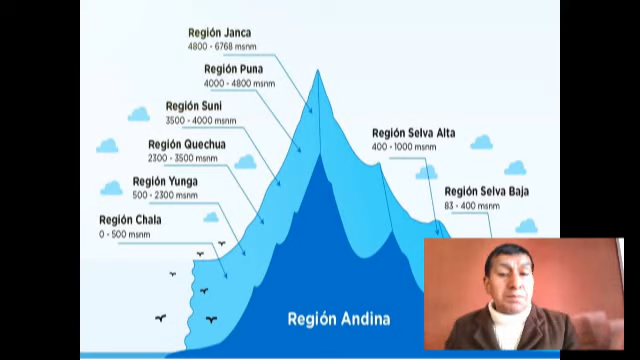 Región Janca
4800 - 6768 msnm
Región Puna
4000 - 4800 msnm
Región Suni
3500 - 4000 msnm
Región Quechua
2300 - 3500 msnm
Región Yunga
500 - 2300 msnm
Región Chala
0 - 500 msnm
Región Selva Alta
400 - 1000 msnm
Región Selva Baja
83 - 400 msnm
Región Andina